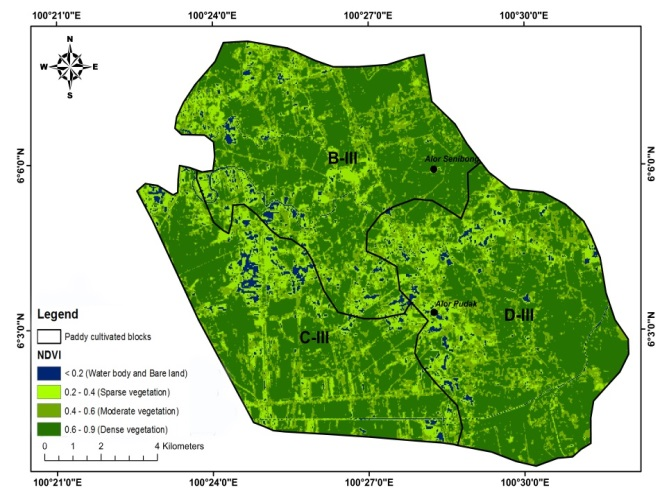 100°21'0"E 100°24'0"E 100°27'0"E 100°30'0"E
N
W E
S
6°6'0"N 6°6'0"N
B-III
Alor Senibong
Alor Pudak
D-III
C-III
6°3'0"N 6°3'0"N
Legend
Paddy cultivated blocks
NDVI
< 0.2 (Water body and Bare land)
0.2 - 0.4 (Sparse vegetation)
0.4 - 0.6 (Moderate vegetation)
0.6 - 0.9 (Dense vegetation)
0 1 2 4 Kilometers
100°21'0"E 100°24'0"E 100°27'0"E 100°30'0"E